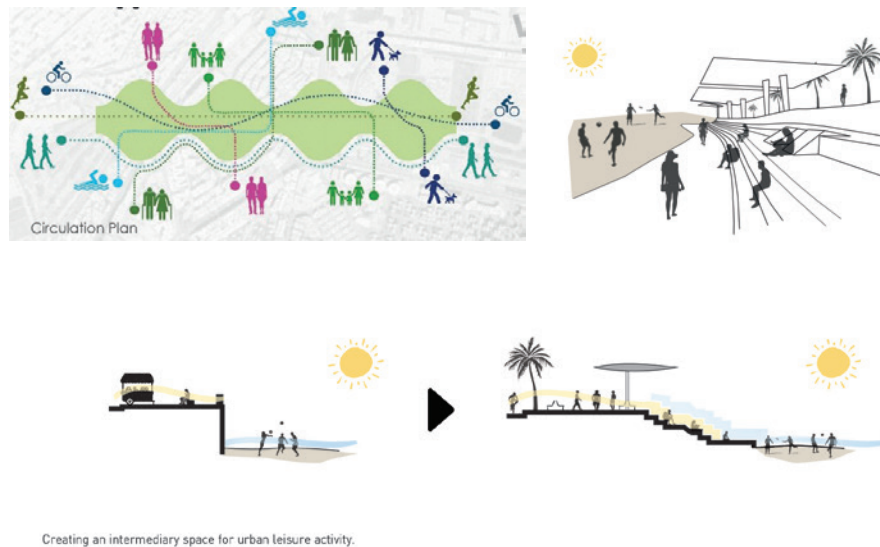 Circulation Plan
Creating an intermediary space for urban leisure activity.